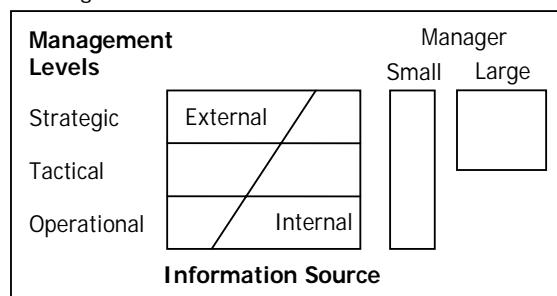 Management Manager
Levels Small Large
Strategic External
Tactical
Operational Internal
Information Source